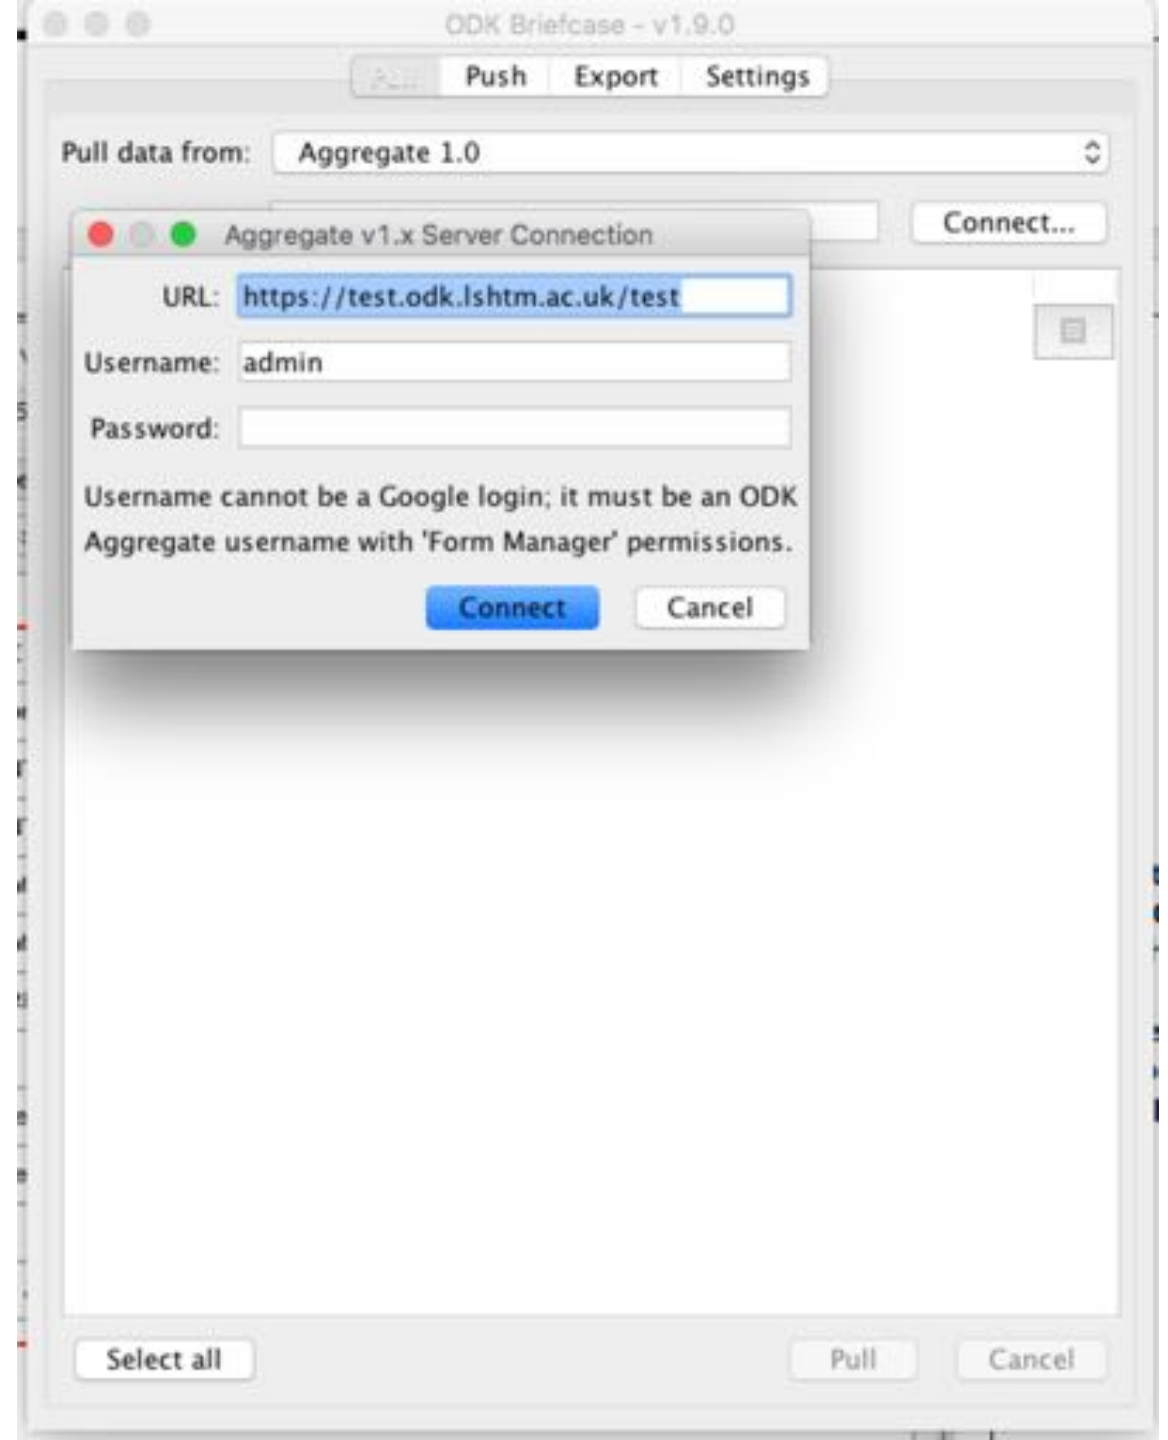 ODK Briefcase - v1.9.0
Push Export Settings
Pull data from: Aggregate 1.0
Connect...
Aggregate v1.x Server Connection
URL: https://test.odk.lshtm.ac.uk/test
Username: admin
Password:
Username cannot be a Google login; it must be an ODK
Aggregate username with 'Form Manager' permissions.
Connect Cancel
Select all Pull Cancel